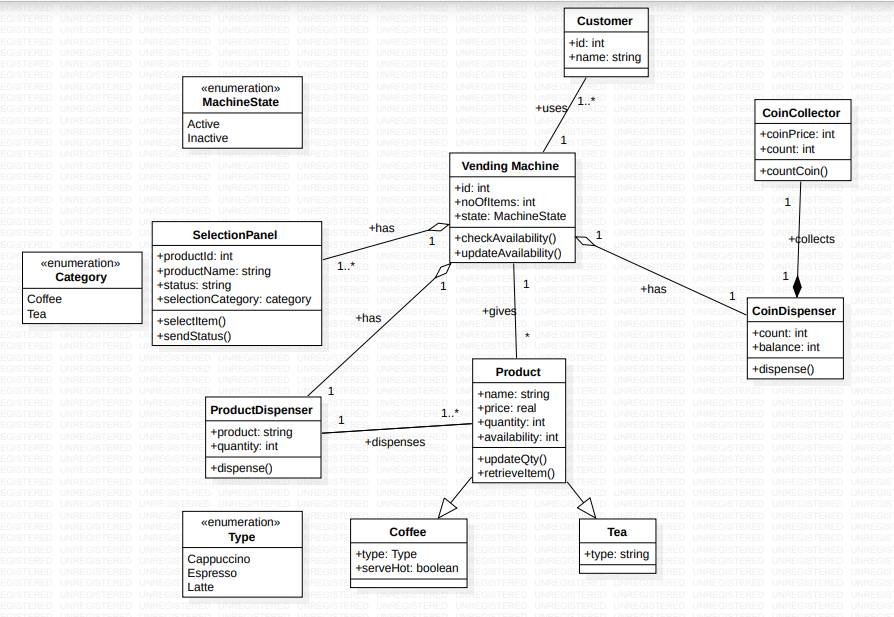 Customer
+id: int
+name: string
+uses
1..*
1
«enumeration»
MachineState
Active
Inactive
CoinCollector
+coinPrice: int
+count: int
+countCoin()
1
+collects
1
Vending Machine
+id: int
+noOfItems: int
+state: MachineState
+checkAvailability()
+updateAvailability()
SelectionPanel
+productId: int
+productName: string
+status: string
+selectionCategory: category
+selectItem()
+sendStatus()
+has
1
1..*
«enumeration»
Category
Coffee
Tea
1
+has
1
1
+gives
*
1
+has
1
CoinDispenser
+count: int
+balance: int
+dispense()
Product
+name: string
+price: real
+quantity: int
+availability: int
+updateQty()
+retrieveItem()
ProductDispenser
+product: string
+quantity: int
+dispense()
1
1..*
+dispenses
«enumeration»
Type
Cappuccino
Espresso
Latte
Coffee
+type: Type
+serveHot: boolean
Tea
+type: string
UNREGISTERED